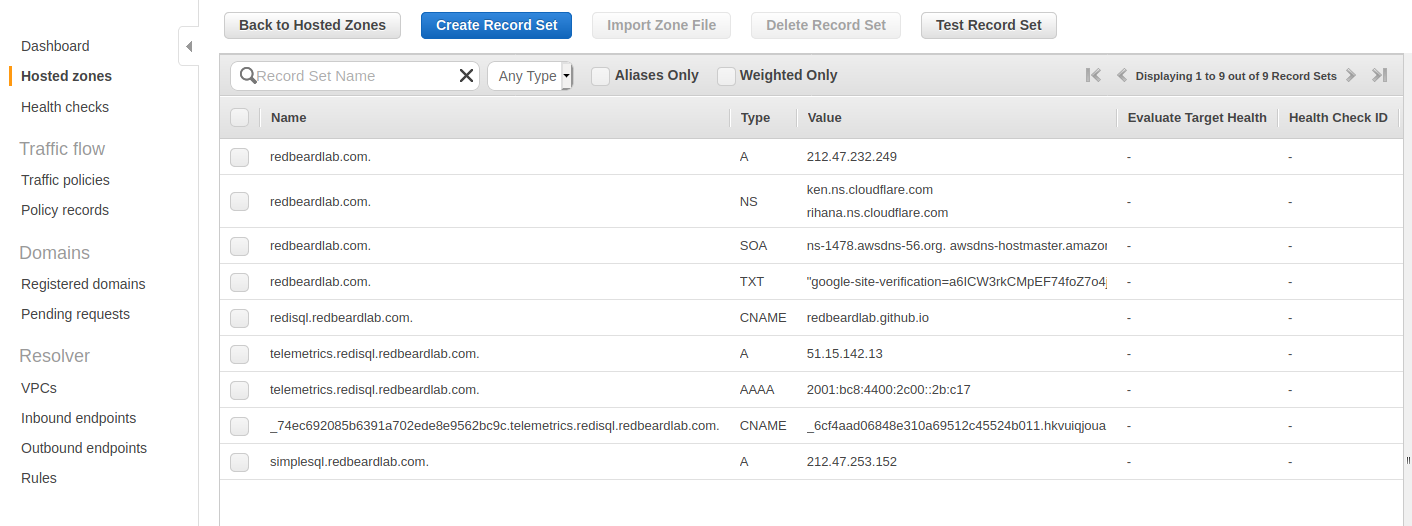 Back to Hosted Zones Create Record Set Import Zone File Delete Record Set Test Record Set
Dashboard
Hosted zones
Health checks
Traffic flow
Traffic policies
Policy records
Domains
Registered domains
Pending requests
Resolver
VPCs
Inbound endpoints
Outbound endpoints
Rules
Record Set Name Any Type Aliases Only Weighted Only Displaying 1 to 9 out of 9 Record Sets
Name Type Value Evaluate Target Health Health Check ID
redbeardlab.com. A 212.47.232.249 - -
redbeardlab.com. NS ken.ns.cloudflare.com - -
rihana.ns.cloudflare.com
redbeardlab.com. SOA ns-1478.awsdns-56.org. awsdns-hostmaster.amazon - -
redbeardlab.com. TXT "google-site-verification=a6ICW3rkCMpEF74foZ7o4j - -
redisql.redbeardlab.com. CNAME redbeardlab.github.io - -
telemetrics.redisql.redbeardlab.com. A 51.15.142.13 - -
telemetrics.redisql.redbeardlab.com. AAAA 2001:bc8:4400:2c00::2b:c17 - -
_74ec692085b6391a702ede8e9562bc9c.telemetrics.redisql.redbeardlab.com. CNAME _6cf4aad06848e310a69512c45524b011.hkvuiqjoua - -
simplesql.redbeardlab.com. A 212.47.253.152 - -